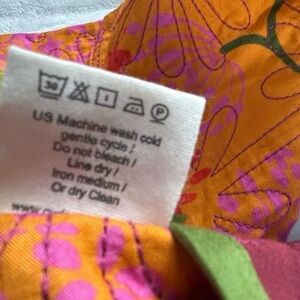 30 P
US Machine wash cold
gentle cycle /
Do not bleach /
Line dry /
Iron medium /
Or dry Clean